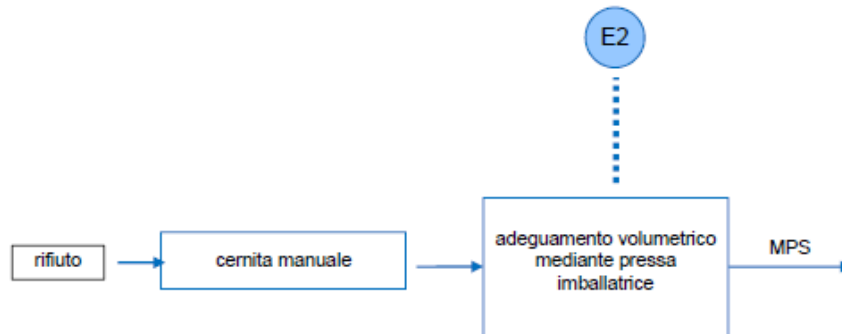 E2
rifiuto
cernita manuale
adeguamento volumetrico
mediante pressa
imballatrice
MPS